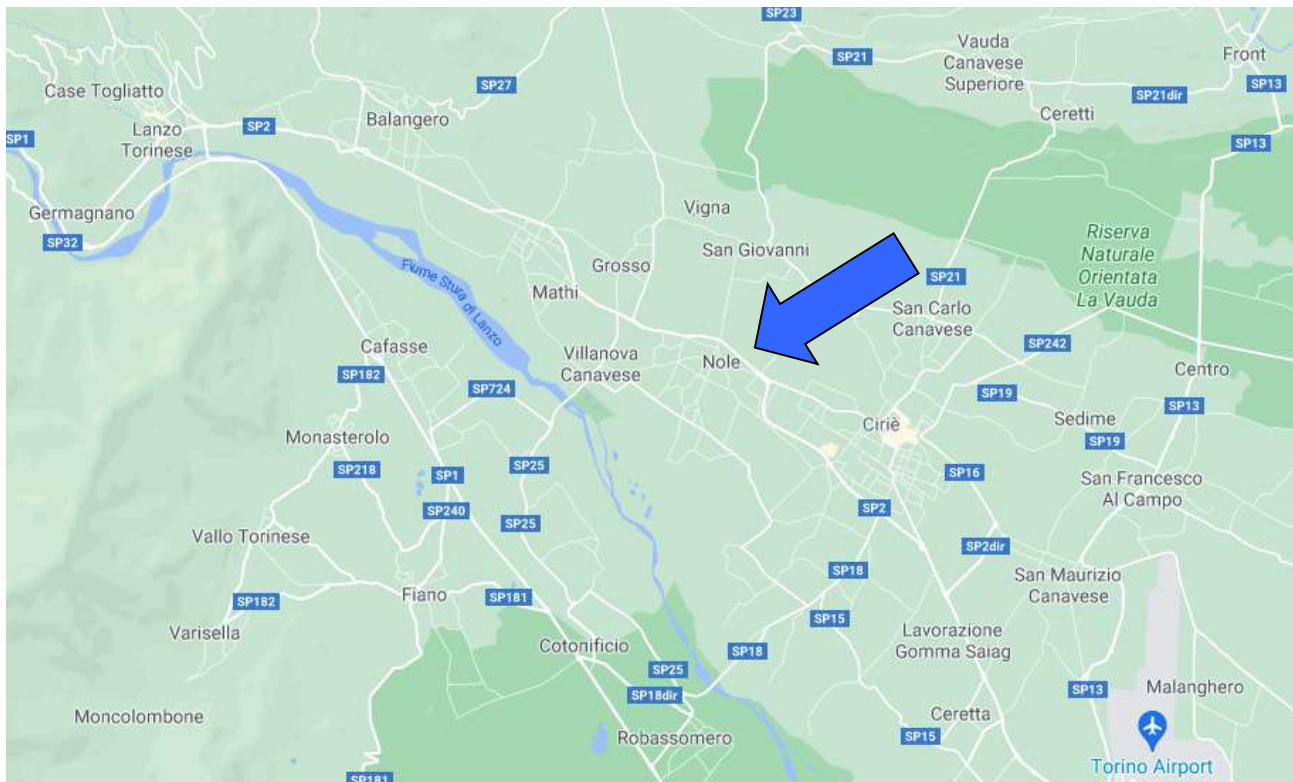 SP23
Vauda
Canavese
Superiore
SP21
Front
SP13
SP27
SP21dir
Case Togliatto
Ceretti
Balangero
SP2
Lanzo
Torinese
SP1
SP13
Germagnano
Vigna
SP32
San Giovanni
Riserva
Naturale
Orientata
La Vauda
Fiume Stura di Lanzo
Grosso
SP21
Mathi
San Carlo
Canavese
SP242
Cafasse
Villanova
Canavese
Nole
SP182
Centro
SP724
SP19
SP13
Sedime
Ciriè
Monasterolo
SP19
SP218
SP1
SP25
SP16
San Francesco
Al Campo
SP240
SP2
SP25
Vallo Torinese
SP2dir
SP18
San Maurizio
Canavese
Fiano
SP181
SP182
SP15
Varisella
Lavorazione
Gomma Saiag
Cotonificio
SP18
SP25
SP18dir
SP13
Malanghero
Moncolombone
Ceretta
Robassomero
SP15
Torino Airport
SP181